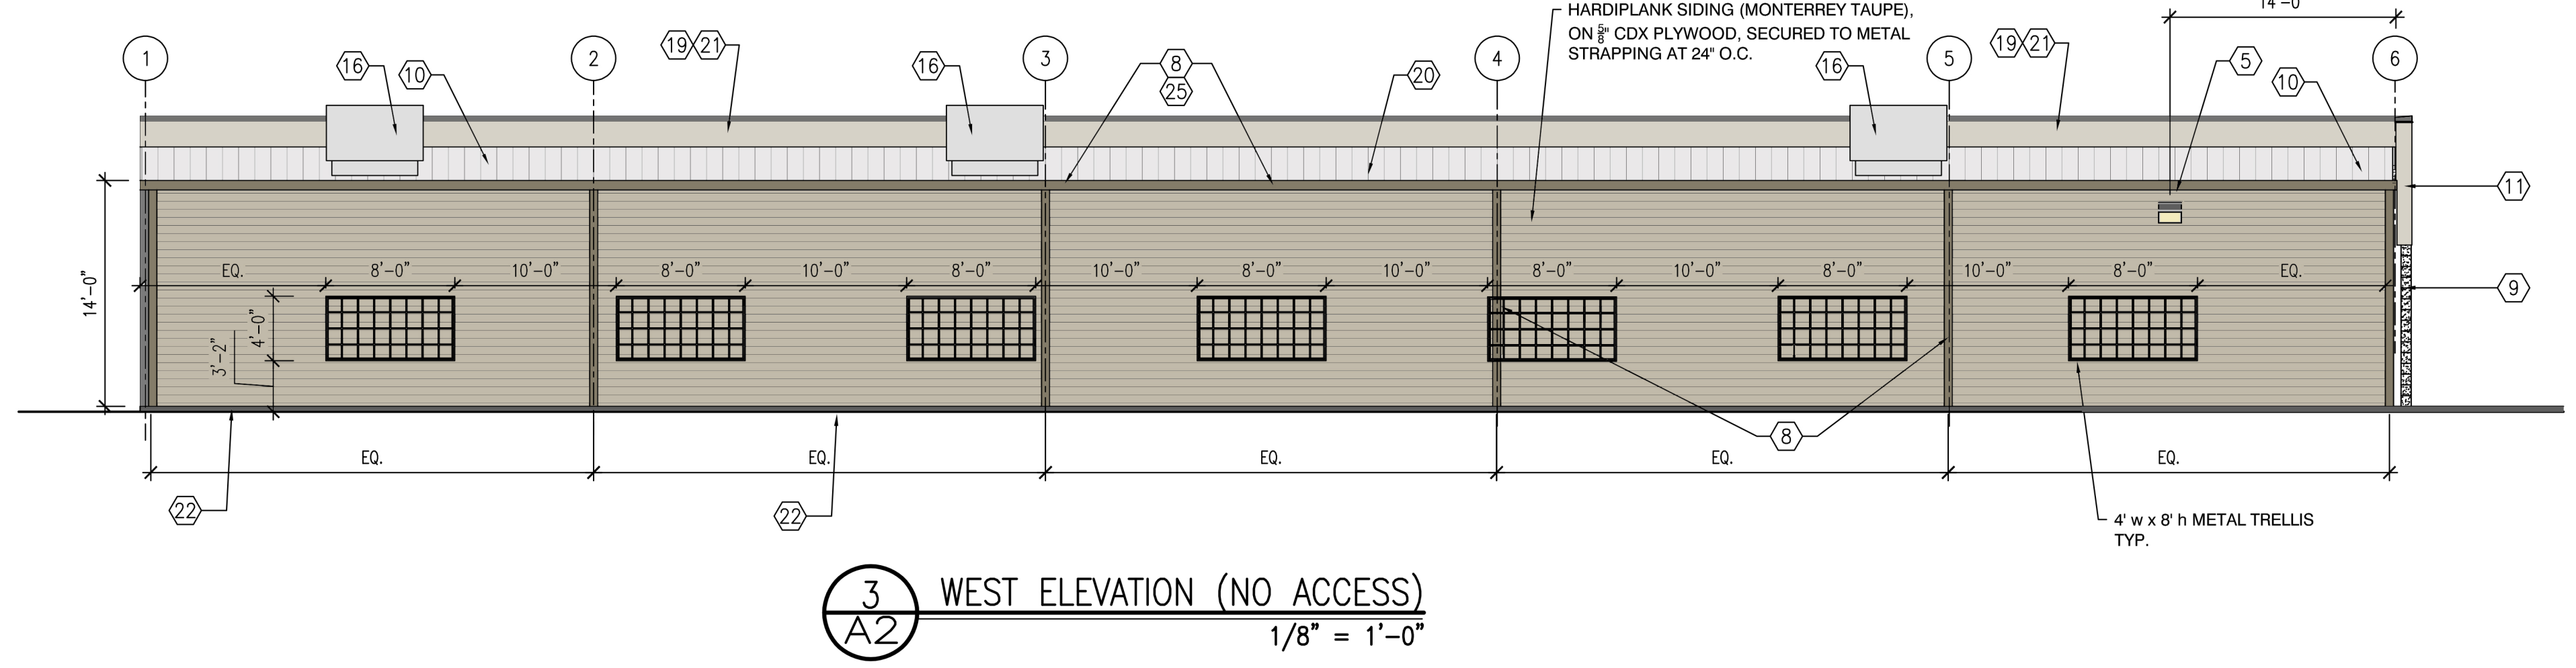 HARDIPLANK SIDING (MONTERREY TAUPE),
ON 5/8" CDX PLYWOOD, SECURED TO METAL
STRAPPING AT 24" O.C.
14'-0"
1
16
10
2
19 21
16
3
8
25
20
4
16
5
19 21
5
10
6
11
9
14'-0"
EQ.
8'-0"
10'-0"
8'-0"
10'-0"
8'-0"
10'-0"
8'-0"
10'-0"
8'-0"
10'-0"
8'-0"
10'-0"
8'-0"
EQ.
4'-0"
3'-2"
8
EQ.
EQ.
EQ.
EQ.
EQ.
22
22
4' w x 8' h METAL TRELLIS
TYP.
3
A2
WEST ELEVATION (NO ACCESS)
1/8" = 1'-0"